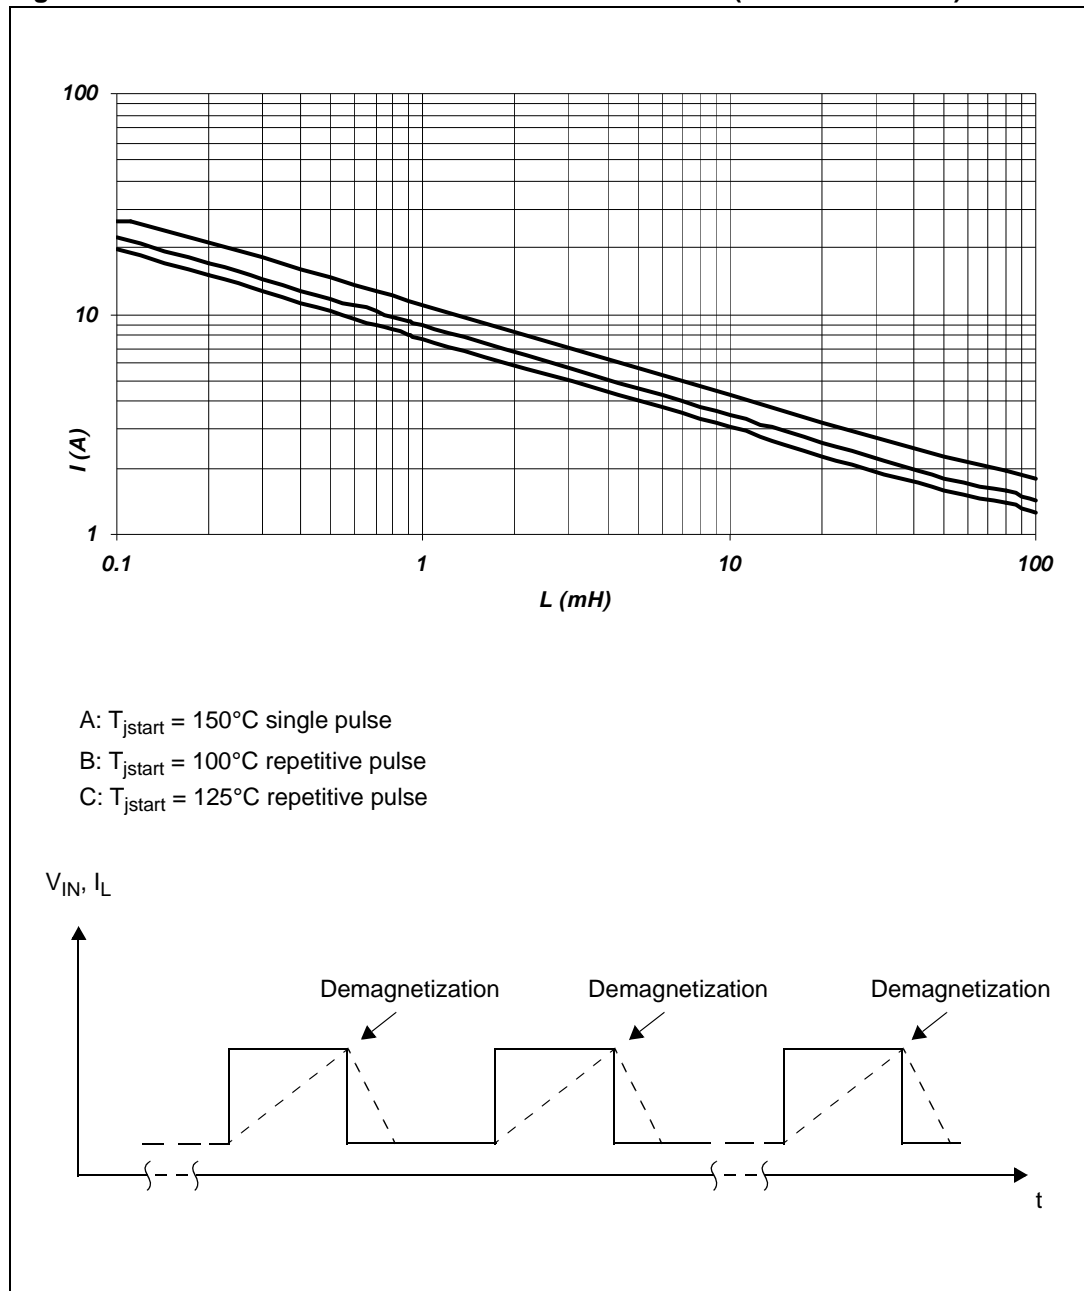 100
10
1
I (A)
0.1 1 10 100
L (mH)
A: Tjstart = 150°C single pulse
B: Tjstart = 100°C repetitive pulse
C: Tjstart = 125°C repetitive pulse
VIN, IL
Demagnetization Demagnetization Demagnetization
t